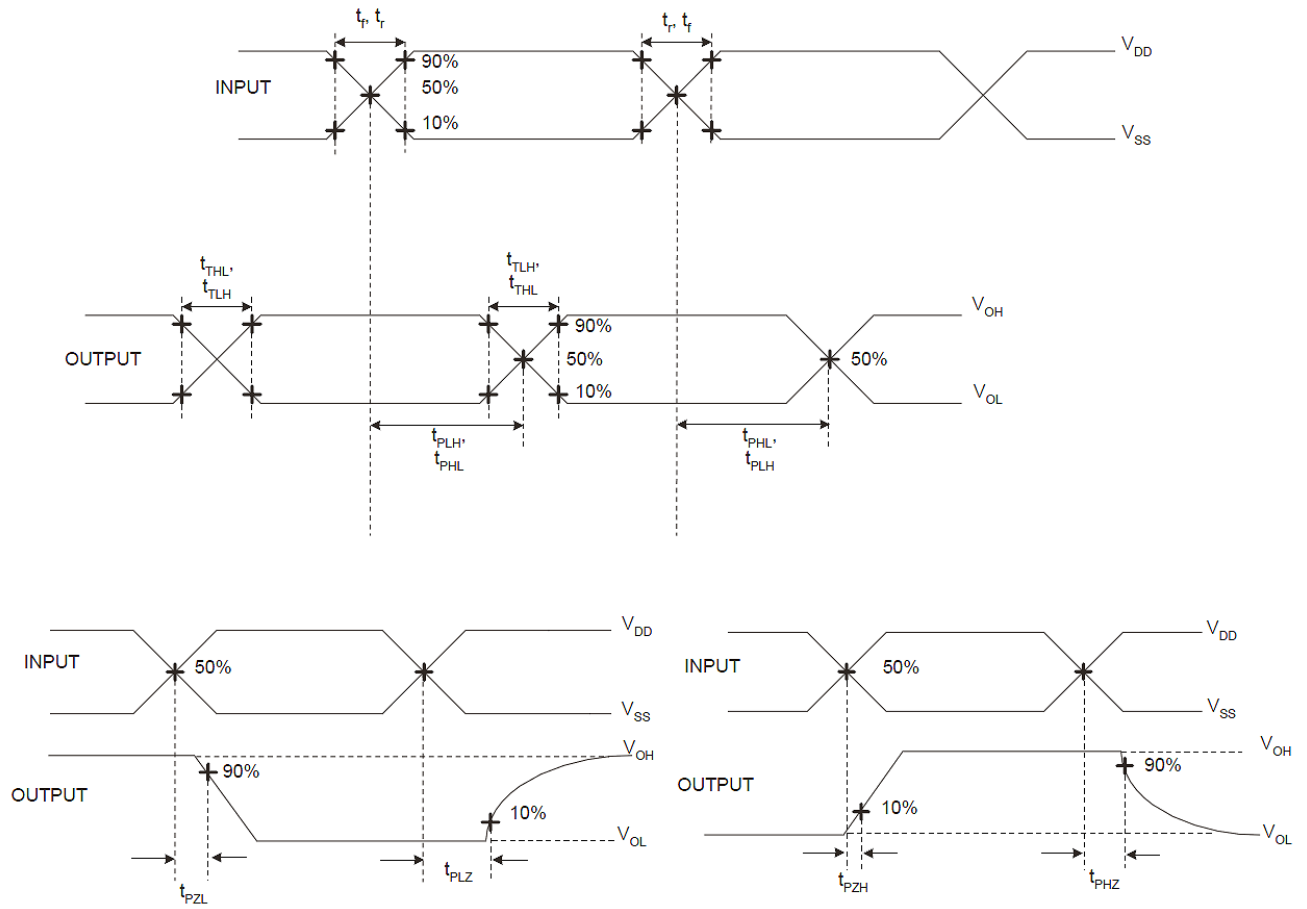 tf, tr
tr, tf
INPUT
90%
50%
10%
VDD
VSS
tTHL,
tTLH
tTLH,
tTHL
OUTPUT
90%
50%
10%
50%
VOH
VOL
tPLH,
tPHL
tPHL,
tPLH
INPUT
50%
VDD
VSS
OUTPUT
90%
10%
VOH
VOL
tPZL
tPLZ
INPUT
50%
VDD
VSS
OUTPUT
10%
90%
VOH
VOL
tPZH
tPHZ